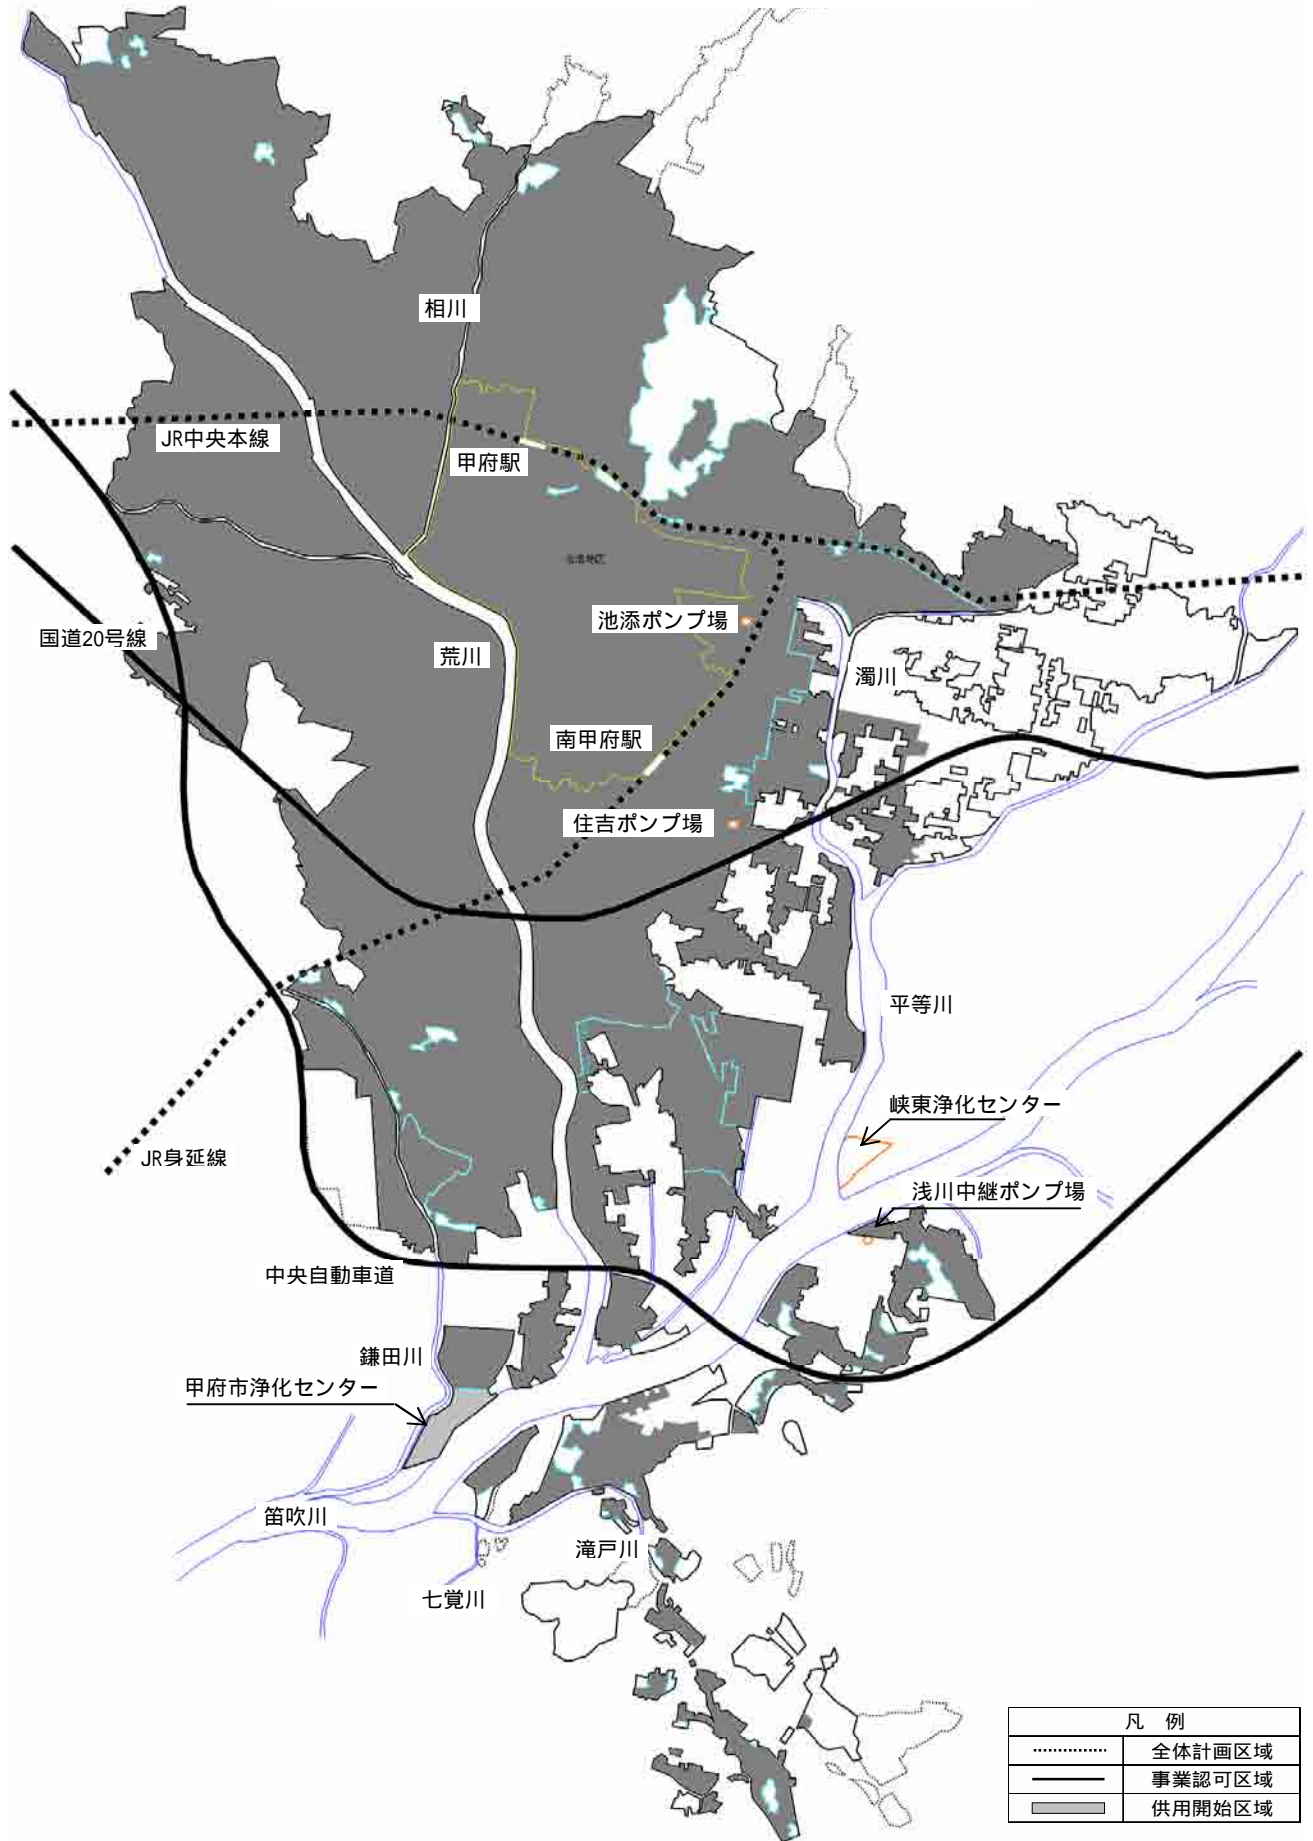 相川
JR中央本線
甲府駅
池添ポンプ場
国道20号線
荒川
濁川
南甲府駅
住吉ポンプ場
平等川
峡東浄化センター
JR身延線
浅川中継ポンプ場
中央自動車道
鎌田川
甲府市浄化センター
笛吹川
滝戸川
七覚川
凡 例
全体計画区域
事業認可区域
供用開始区域